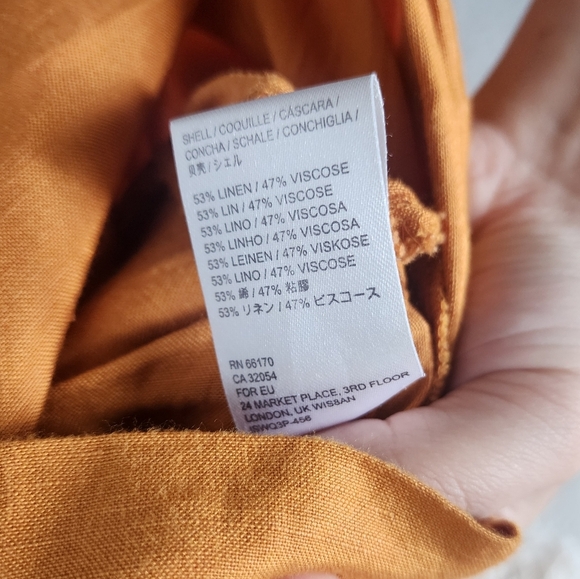 SHELL / COQUILLE / CÁSCARA /
CONCHA / SCHALE / CONCHIGLIA /
貝殼 / シェル
53% LINEN / 47% VISCOSE
53% LIN / 47% VISCOSE
53% LINO / 47% VISCOSA
53% LINHO / 47% VISCOSA
53% LEINEN / 47% VISKOSE
53% LINO / 47% VISCOSE
53% 綿 / 47% 粘膠
53% リネン / 47% ビスコース
RN 66170
CA 32054
FOR EU
24 MARKET PLACE, 3RD FLOOR
LONDON, UK WIS8AN